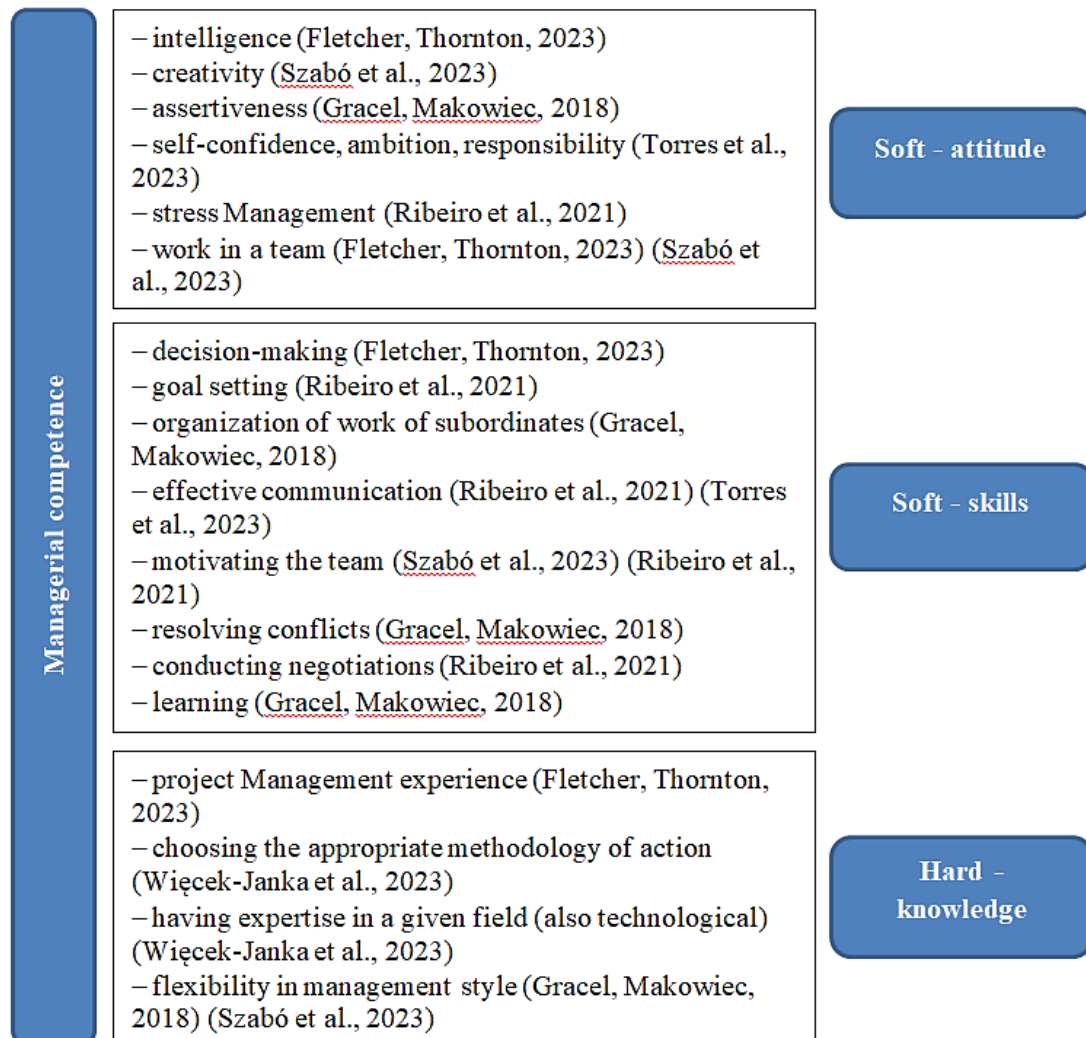 Managerial competence
– intelligence (Fletcher, Thornton, 2023)
– creativity (Szabó et al., 2023)
– assertiveness (Gracel, Makowiec, 2018)
– self-confidence, ambition, responsibility (Torres et al.,
2023)
– stress Management (Ribeiro et al., 2021)
– work in a team (Fletcher, Thornton, 2023) (Szabó et
al., 2023)
Soft - attitude
– decision-making (Fletcher, Thornton, 2023)
– goal setting (Ribeiro et al., 2021)
– organization of work of subordinates (Gracel,
Makowiec, 2018)
– effective communication (Ribeiro et al., 2021) (Torres
et al., 2023)
– motivating the team (Szabó et al., 2023) (Ribeiro et al.,
2021)
– resolving conflicts (Gracel, Makowiec, 2018)
– conducting negotiations (Ribeiro et al., 2021)
– learning (Gracel, Makowiec, 2018)
Soft - skills
– project Management experience (Fletcher, Thornton,
2023)
– choosing the appropriate methodology of action
(Więcek-Janka et al., 2023)
– having expertise in a given field (also technological)
(Więcek-Janka et al., 2023)
– flexibility in management style (Gracel, Makowiec,
2018) (Szabó et al., 2023)
Hard -
knowledge